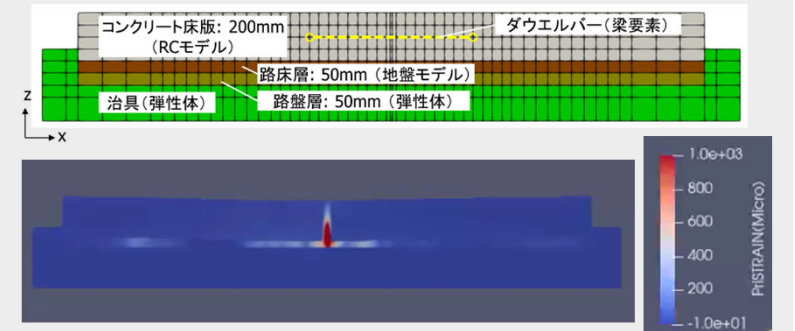 コンクリート床版: 200mm
（RCモデル）
ダウエルバー（梁要素）
路床層: 50mm（地盤モデル）
治具（弾性体）
路盤層: 50mm（弾性体）
z
x
1.0e+03
800
600
400
200
-1.0e+01
PriSTRAIN(Micro)